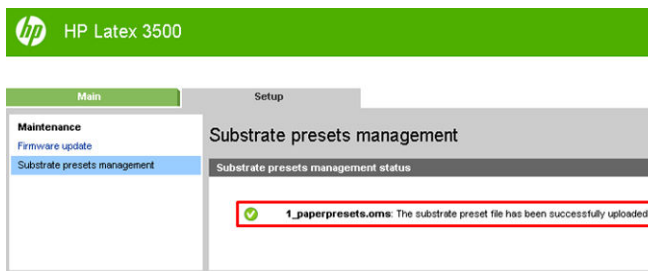 hp
HP Latex 3500
Main
Setup
Maintenance
Firmware update
Substrate presets management
Substrate presets management
Substrate presets management status
1_paperpresets.oms: The substrate preset file has been successfully uploaded